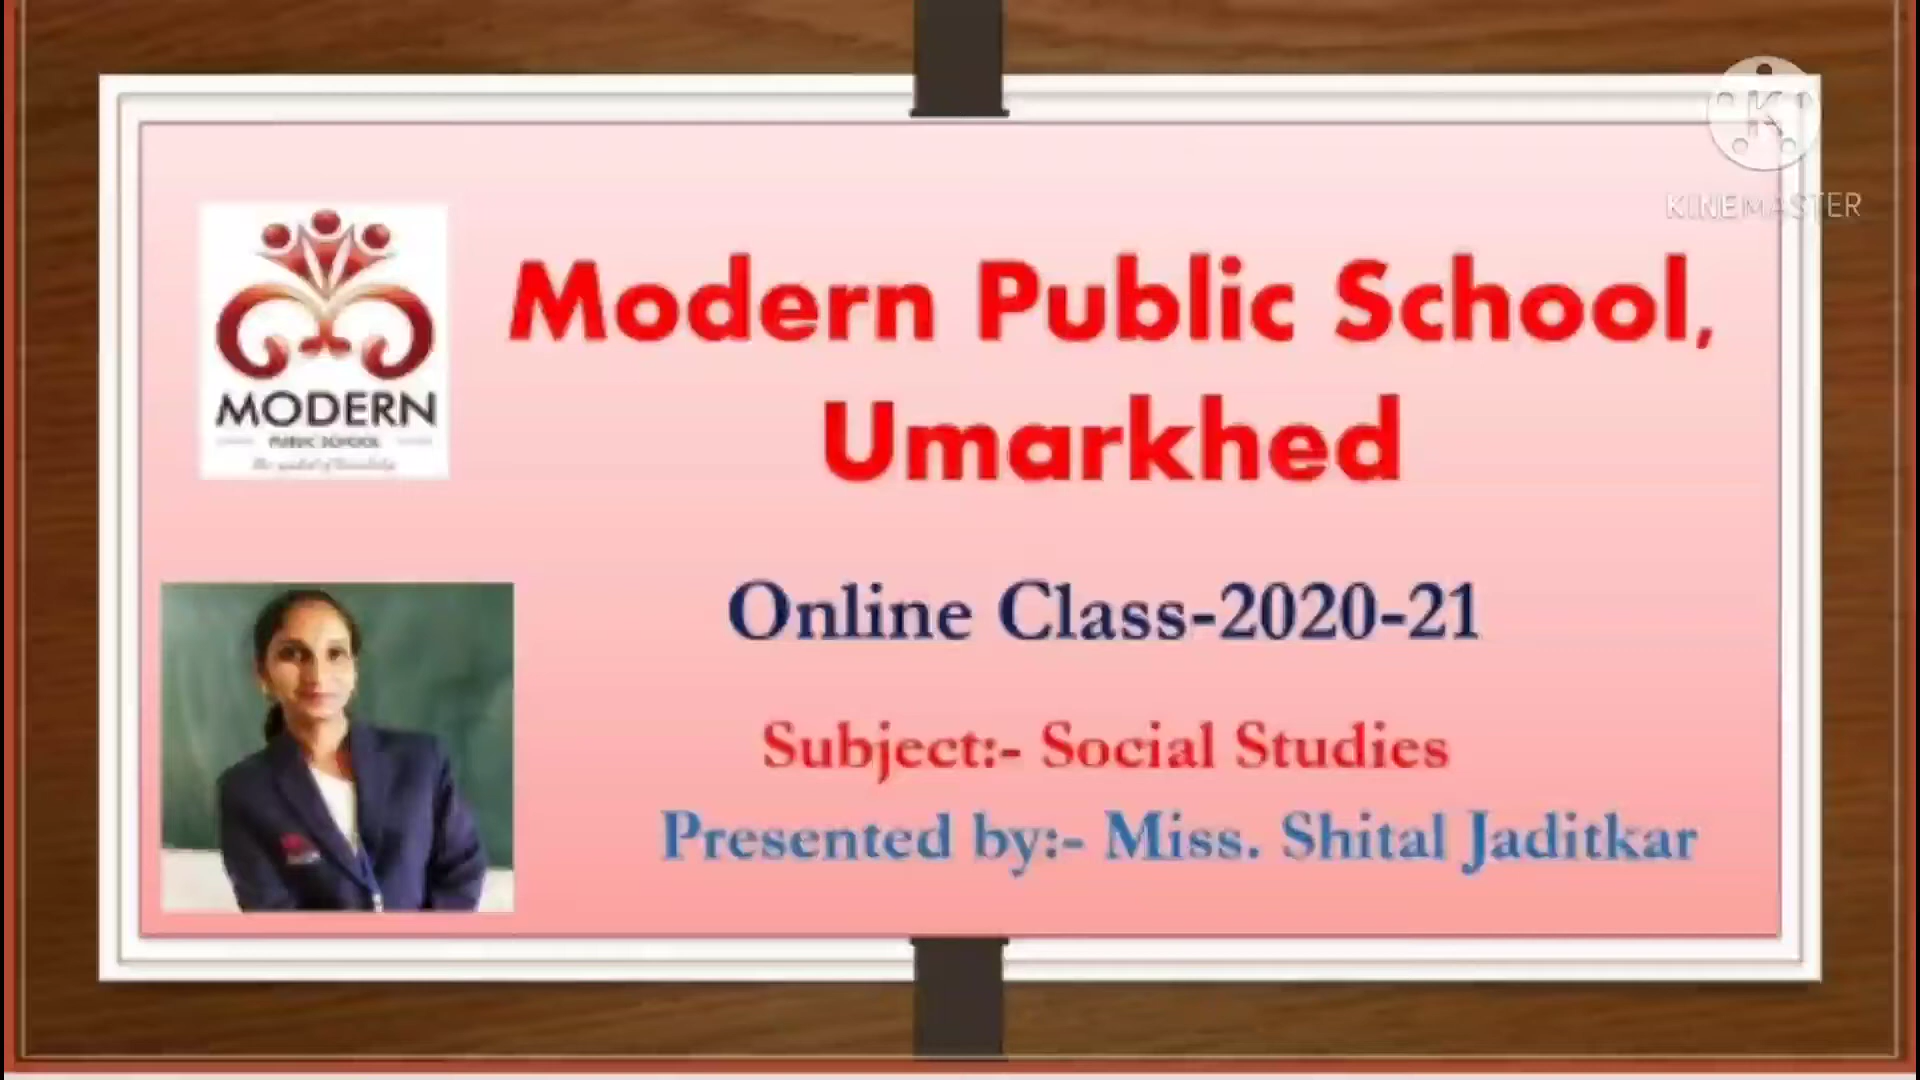 KINEMASTER
Modern Public School,
Umarkhed
MODERN
PUBLIC SCHOOL
Online Class-2020-21
Subject:- Social Studies
Presented by:- Miss. Shital Jaditkar